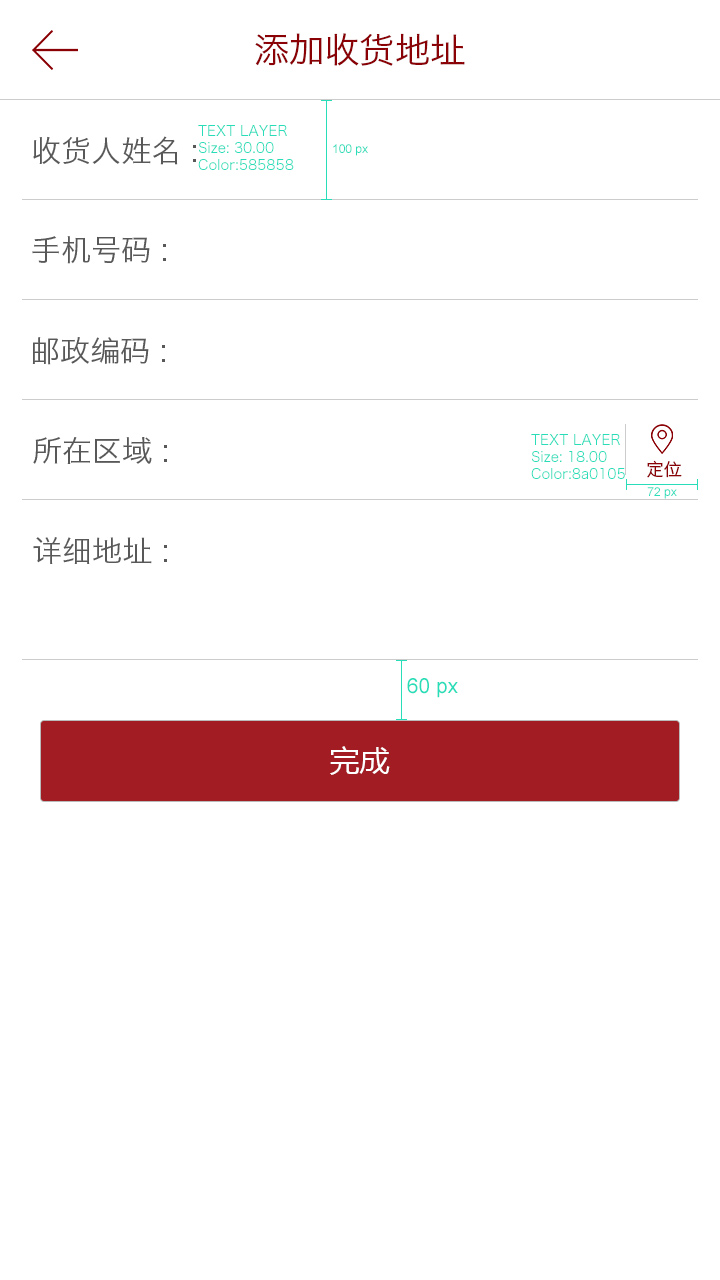 添加收货地址
收货人姓名：
TEXT LAYER
Size: 30.00
Color:585858
100 px
手机号码：
邮政编码：
所在区域：
TEXT LAYER
Size: 18.00
Color:8a0105
定位
72 px
详细地址：
60 px
完成